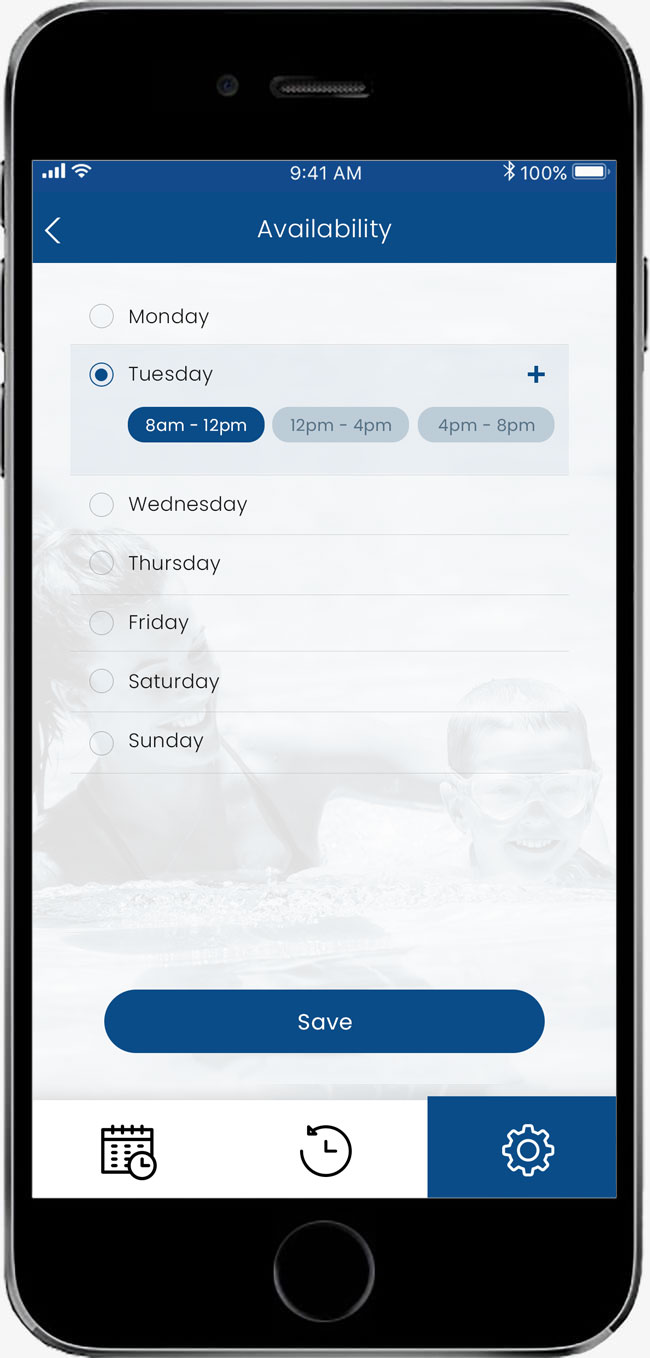 9:41 AM 100%
Availability
Monday
Tuesday +
8am - 12pm 12pm - 4pm 4pm - 8pm
Wednesday
Thursday
Friday
Saturday
Sunday
Save